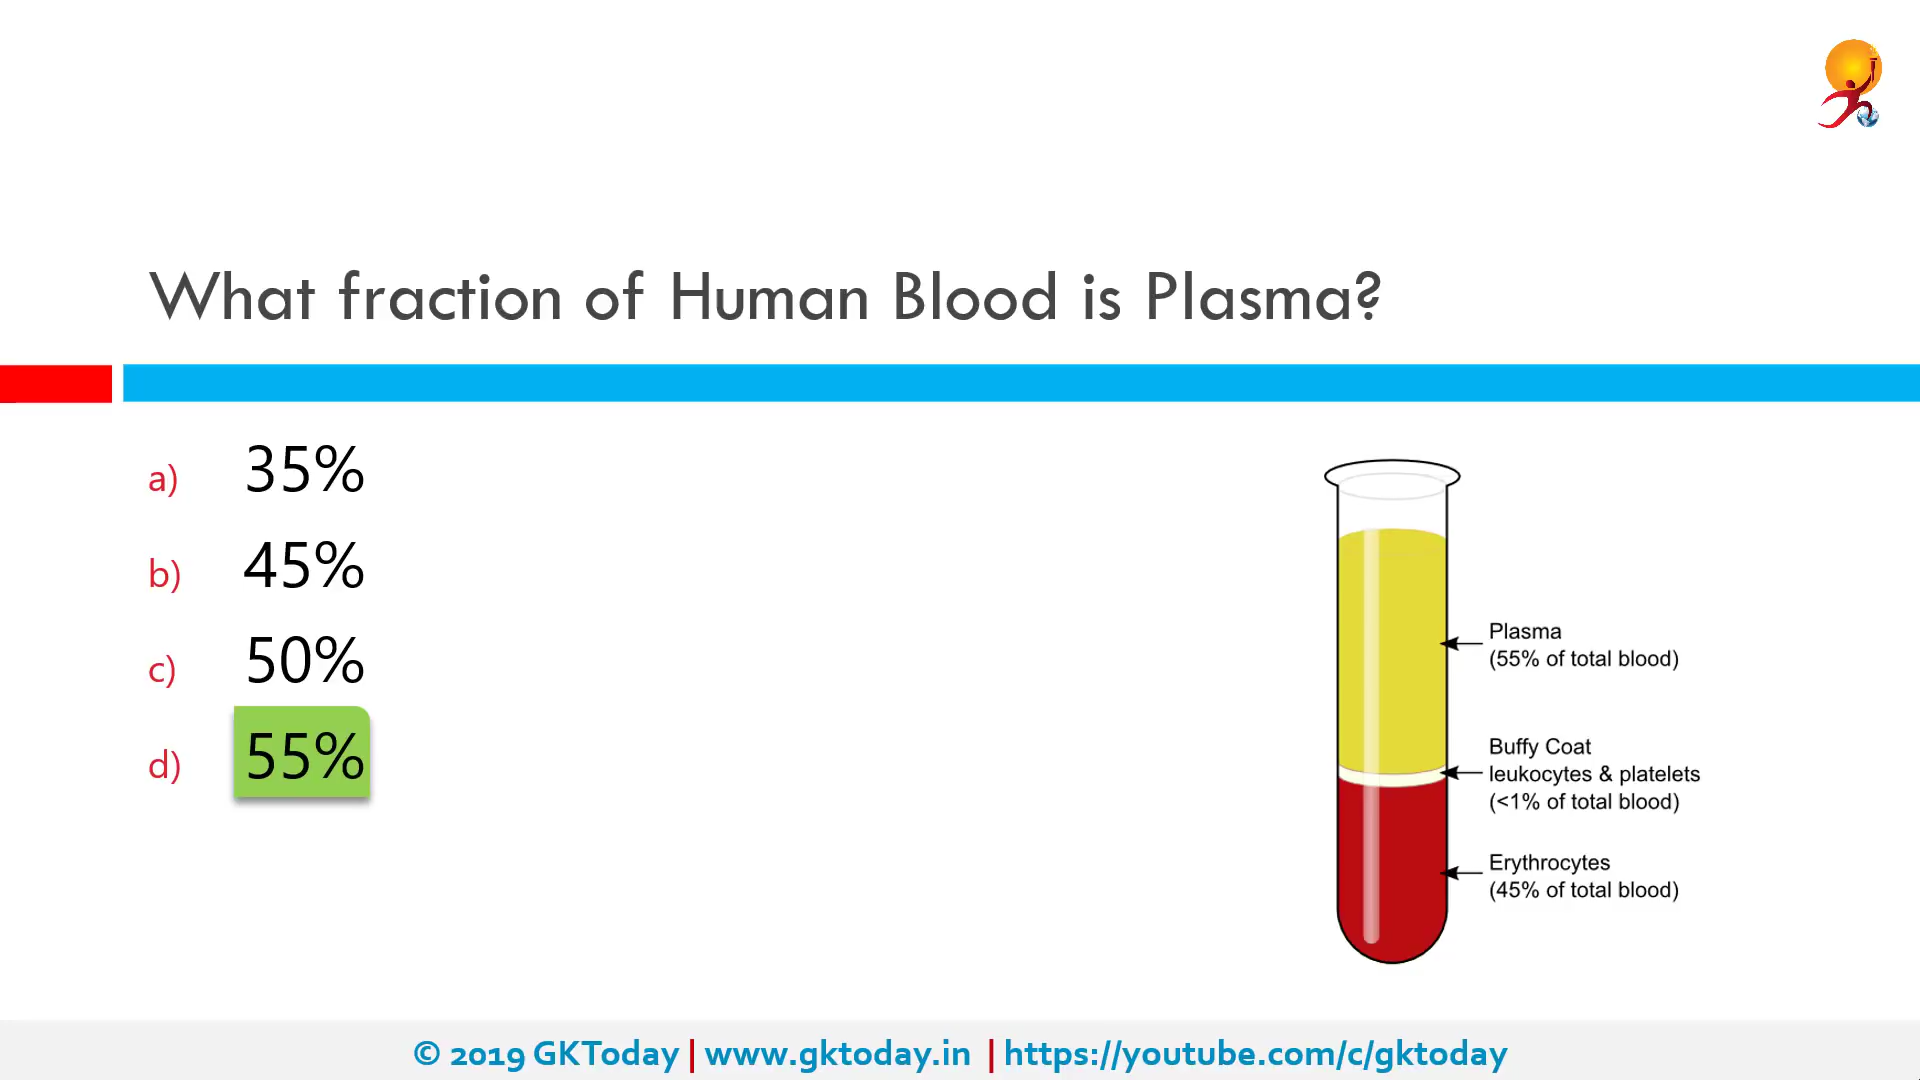 What fraction of Human Blood is Plasma?
a) 35%
b) 45%
c) 50%
d) 55%
Plasma
(55% of total blood)
Buffy Coat
leukocytes & platelets
(<1% of total blood)
Erythrocytes
(45% of total blood)
© 2019 GKToday | www.gktoday.in | https://youtube.com/c/gktoday